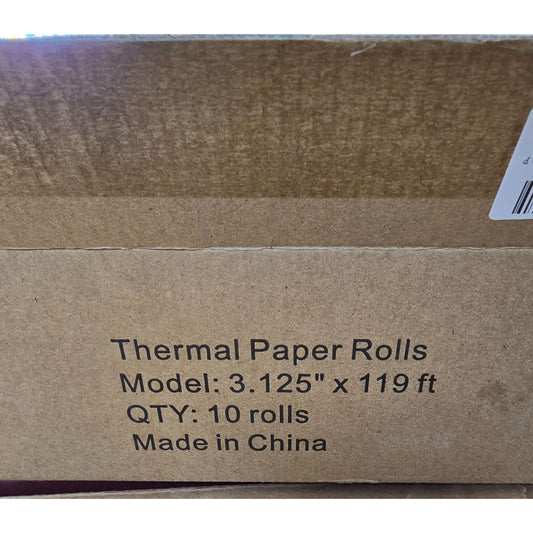 Thermal Paper Rolls
Model: 3.125" x 119 ft
QTY: 10 rolls
Made in China